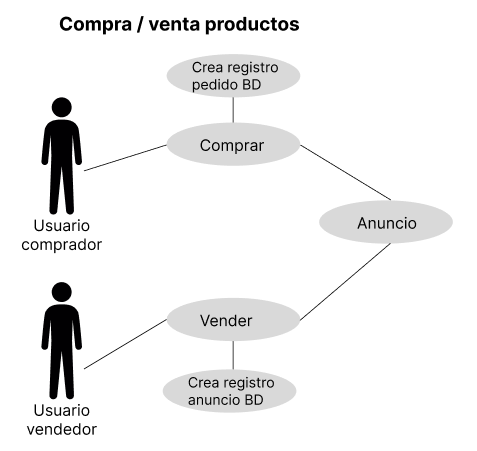 Compra / venta productos
Crea registro
pedido BD
Comprar
Usuario
comprador
Anuncio
Vender
Crea registro
anuncio BD
Usuario
vendedor